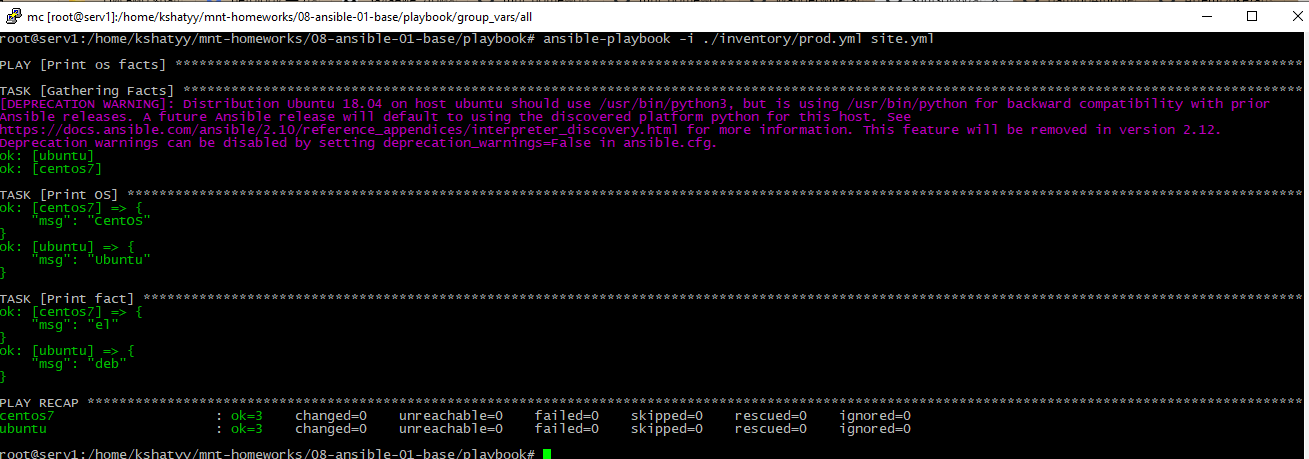 mc [root@serv1]:/home/kshatyy/mnt-homeworks/08-ansible-01-base/playbook/group_vars/all
root@serv1:/home/kshatyy/mnt-homeworks/08-ansible-01-base/playbook# ansible-playbook -i ./inventory/prod.yml site.yml
PLAY [Print os facts] ****************************************************************************************************************************************
TASK [Gathering Facts] ***************************************************************************************************************************************
[DEPRECATION WARNING]: Distribution Ubuntu 18.04 on host ubuntu should use /usr/bin/python3, but is using /usr/bin/python for backward compatibility with prior
Ansible releases. A future Ansible release will default to using the discovered platform python for this host. See
https://docs.ansible.com/ansible/2.10/reference_appendices/interpreter_discovery.html for more information. This feature will be removed in version 2.12.
Deprecation warnings can be disabled by setting deprecation_warnings=False in ansible.cfg.
ok: [ubuntu]
ok: [centos7]
TASK [Print OS] **********************************************************************************************************************************************
ok: [centos7] => {
    "msg": "CentOS"
}
ok: [ubuntu] => {
    "msg": "Ubuntu"
}
TASK [Print fact] ********************************************************************************************************************************************
ok: [centos7] => {
    "msg": "el"
}
ok: [ubuntu] => {
    "msg": "deb"
}
PLAY RECAP ***************************************************************************************************************************************************
centos7                    : ok=3    changed=0    unreachable=0    failed=0    skipped=0    rescued=0    ignored=0
ubuntu                     : ok=3    changed=0    unreachable=0    failed=0    skipped=0    rescued=0    ignored=0
root@serv1:/home/kshatyy/mnt-homeworks/08-ansible-01-base/playbook#